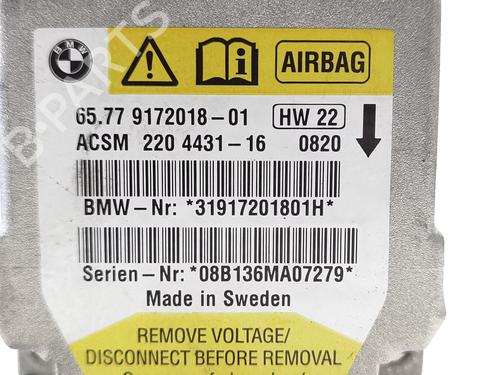 BMW
AIRBAG
65.77 9172018-01 HW 22
ACSM 220 4431-16 0820
BMW-Nr: *31917201801H*
Serien-Nr: *08B136MA07279*
Made in Sweden
REMOVE VOLTAGE/
DISCONNECT BEFORE REMOVAL
B-PARTS